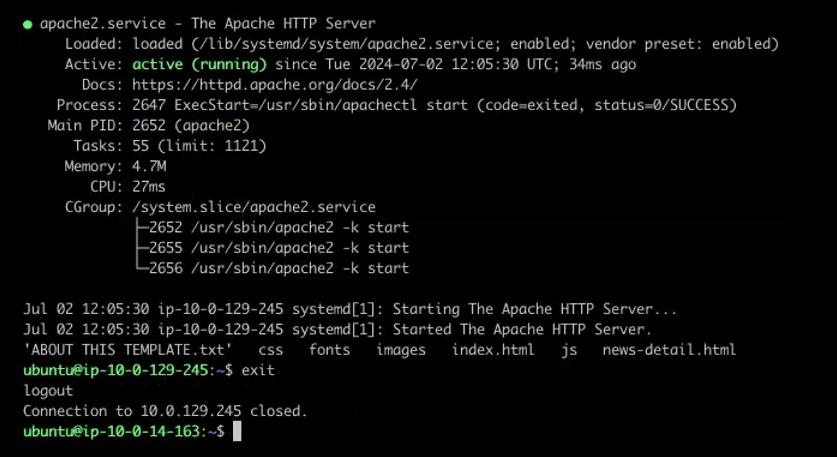 ● apache2.service - The Apache HTTP Server
     Loaded: loaded (/lib/systemd/system/apache2.service; enabled; vendor preset: enabled)
     Active: active (running) since Tue 2024-07-02 12:05:30 UTC; 34ms ago
       Docs: https://httpd.apache.org/docs/2.4/
    Process: 2647 ExecStart=/usr/sbin/apachectl start (code=exited, status=0/SUCCESS)
   Main PID: 2652 (apache2)
      Tasks: 55 (limit: 1121)
     Memory: 4.7M
        CPU: 27ms
     CGroup: /system.slice/apache2.service
             ├─2652 /usr/sbin/apache2 -k start
             ├─2655 /usr/sbin/apache2 -k start
             └─2656 /usr/sbin/apache2 -k start
Jul 02 12:05:30 ip-10-0-129-245 systemd[1]: Starting The Apache HTTP Server...
Jul 02 12:05:30 ip-10-0-129-245 systemd[1]: Started The Apache HTTP Server.
'ABOUT THIS TEMPLATE.txt'   css   fonts   images   index.html   js   news-detail.html
ubuntu@ip-10-0-129-245:~$ exit
logout
Connection to 10.0.129.245 closed.
ubuntu@ip-10-0-14-163:~$